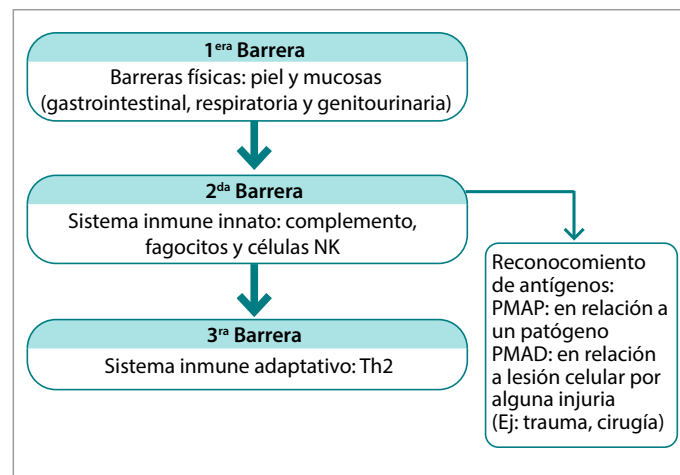 1era Barrera
Barreras físicas: piel y mucosas
(gastrointestinal, respiratoria y genitourinaria)
2da Barrera
Sistema inmune innato: complemento,
fagocitos y células NK
Reconocomiento
de antígenos:
PMAP: en relación a
un patógeno
PMAD: en relación
a lesión celular por
alguna injuria
(Ej: trauma, cirugía)
3ra Barrera
Sistema inmune adaptativo: Th2